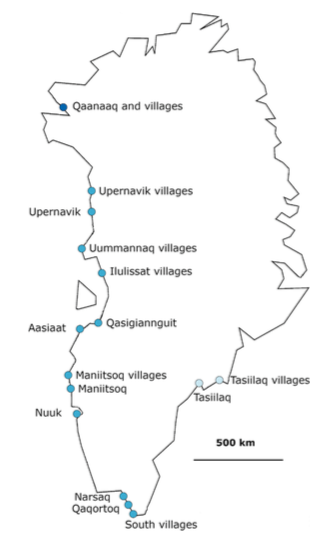 Qaanaaq and villages
Upernavik villages
Upernavik
Uummannaq villages
Ilulissat villages
Qasigiannguit
Aasiaat
Maniitsoq villages
Maniitsoq
Tasiilaq villages
Tasiilaq
Nuuk
500 km
Narsaq
Qaqortoq
South villages